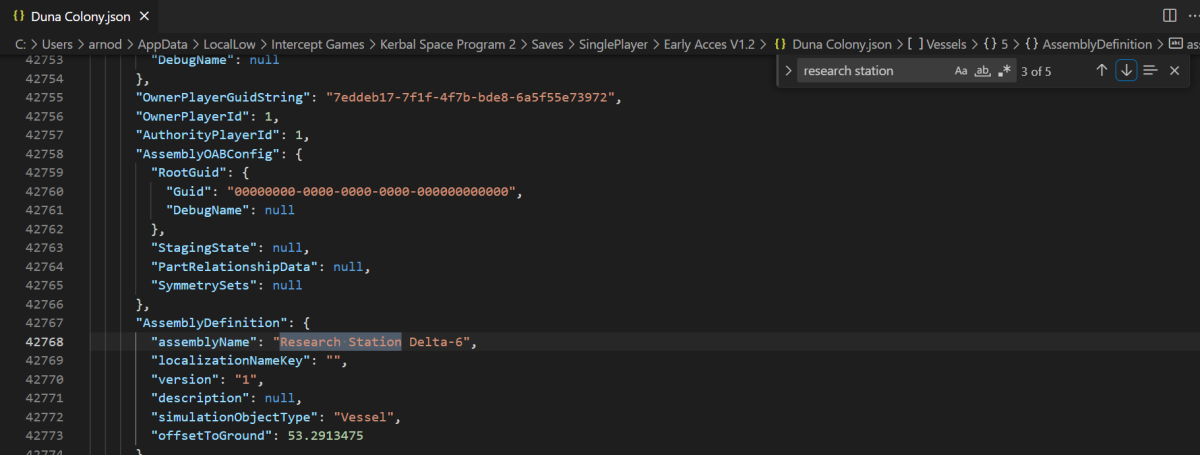 {} Duna Colony.json ×
C: > Users > arnod > AppData > LocalLow > Intercept Games > Kerbal Space Program 2 > Saves > SinglePlayer > Early Acces V1.2 > {} Duna Colony.json > [ ] Vessels > {} 5 > {} AssemblyDefinition > abc as
research station Aa ab .* 3 of 5
42753 "DebugName": null
42754 },
42755 "OwnerPlayerGuidString": "7eddeb17-7f1f-4f7b-bde8-6a5f55e73972",
42756 "OwnerPlayerId": 1,
42757 "AuthorityPlayerId": 1,
42758 "AssemblyOABConfig": {
42759 "RootGuid": {
42760 "Guid": "00000000-0000-0000-0000-000000000000",
42761 "DebugName": null
42762 },
42763 "StagingState": null,
42764 "PartRelationshipData": null,
42765 "SymmetrySets": null
42766 },
42767 "AssemblyDefinition": {
42768 "assemblyName": "Research Station Delta-6",
42769 "localizationNameKey": "",
42770 "version": "1",
42771 "description": null,
42772 "simulationObjectType": "Vessel",
42773 "offsetToGround": 53.2913475
42774 }